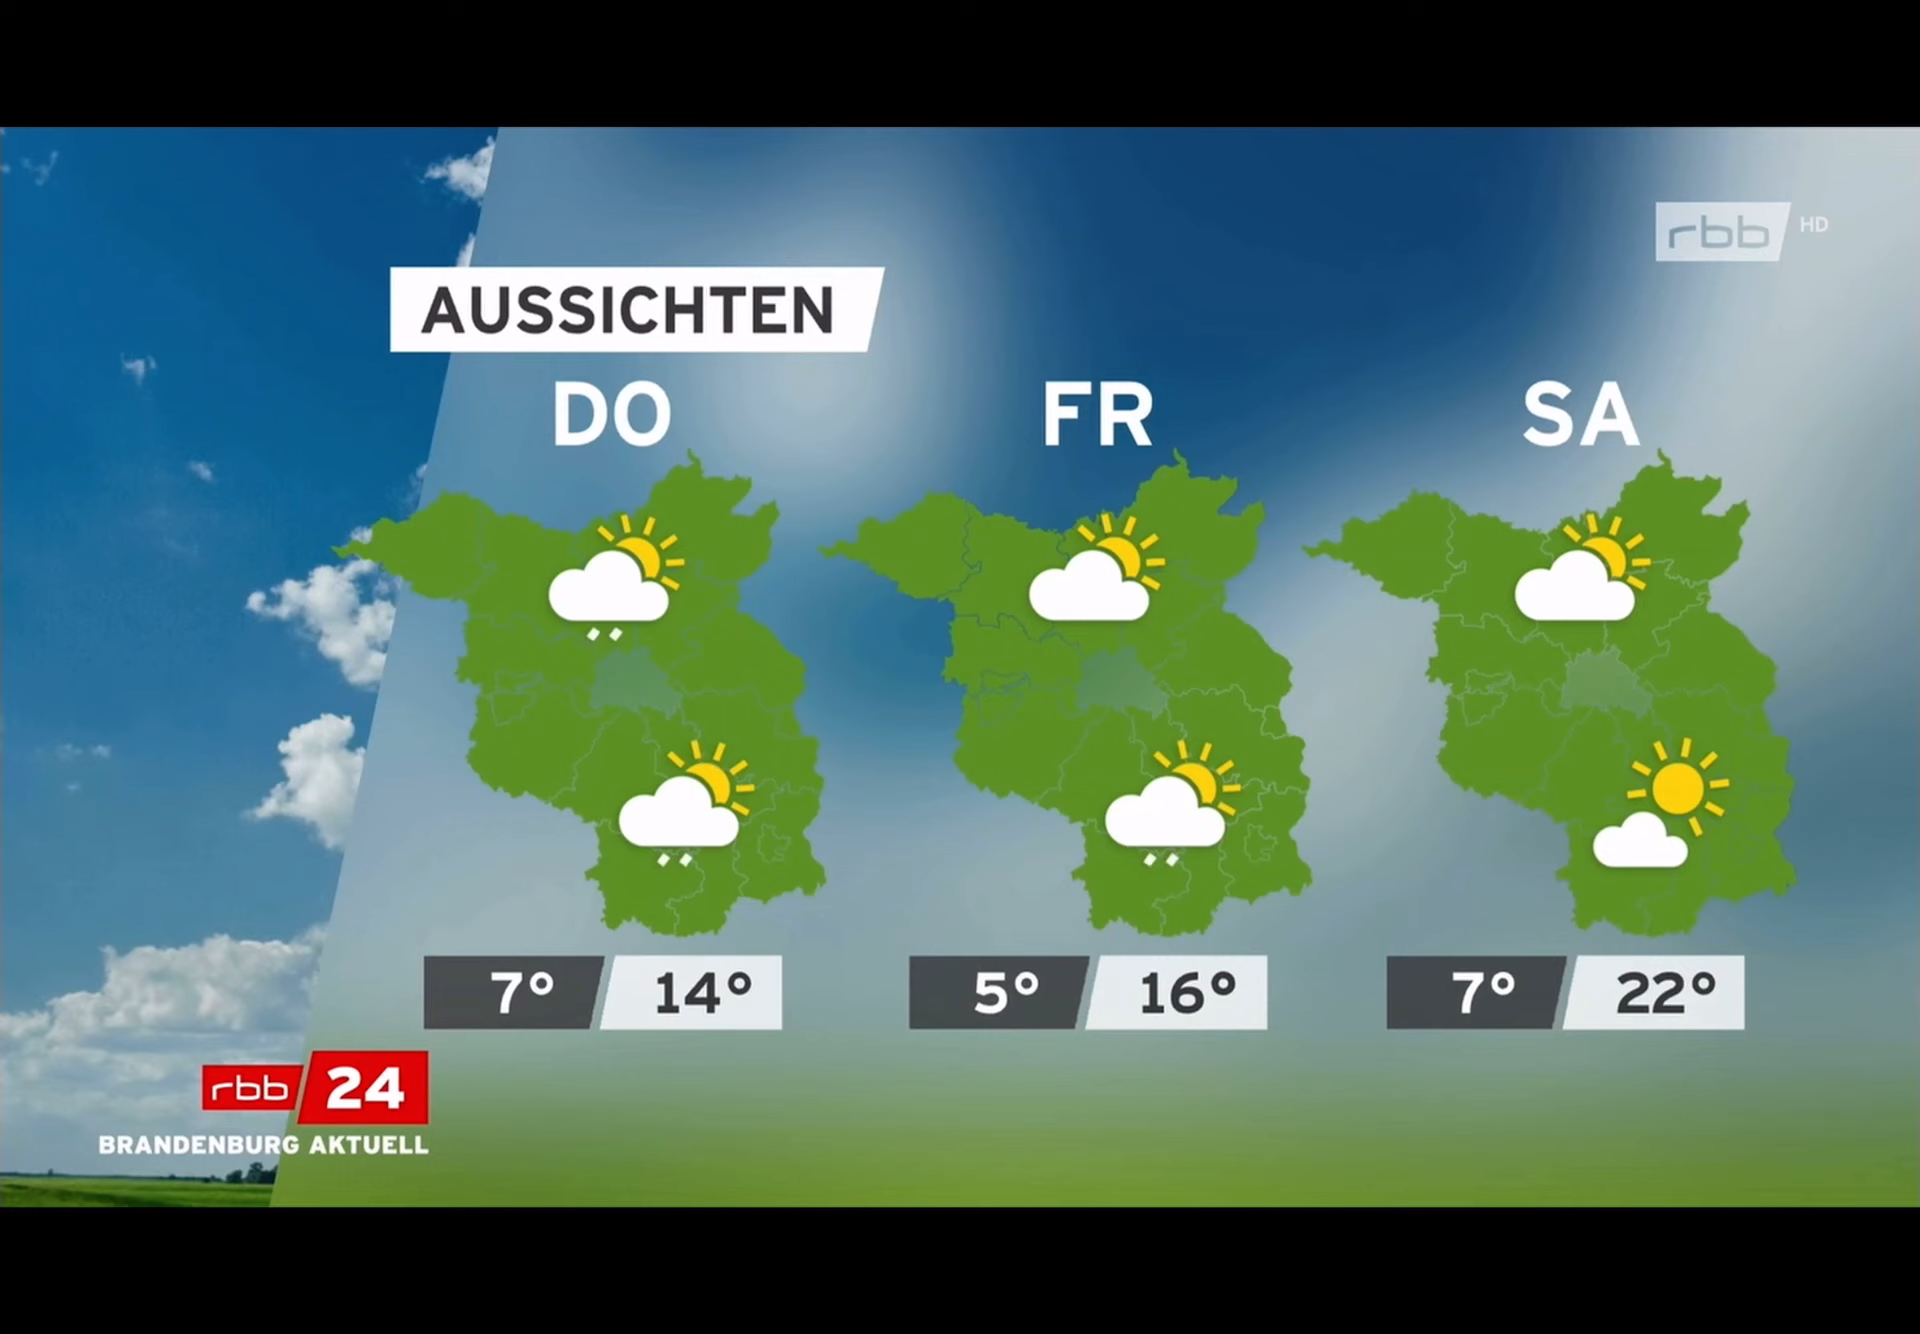 rbb HD
AUSSICHTEN
DO FR SA
7° 14° 5° 16° 7° 22°
rbb 24
BRANDENBURG AKTUELL